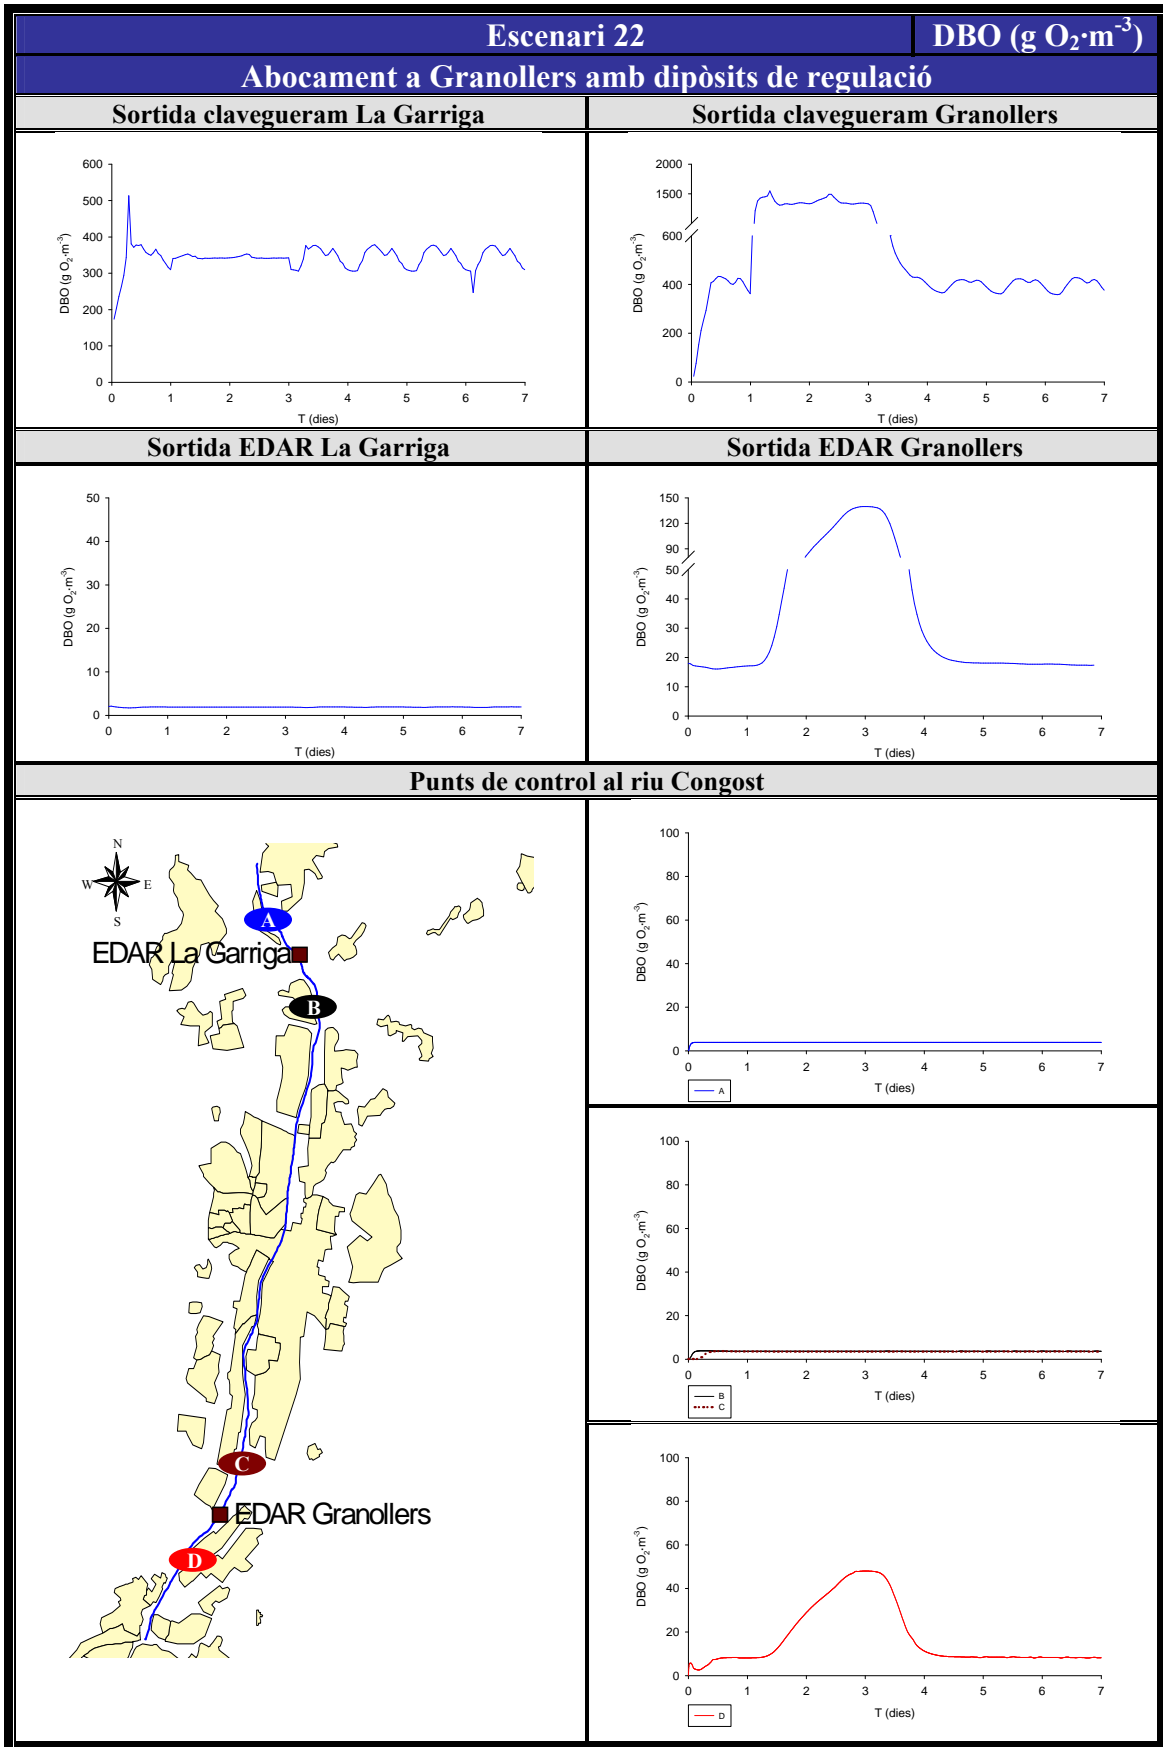 Escenari 22
DBO (g O₂·m⁻³)
Abocament a Granollers amb dipòsits de regulació
Sortida clavegueram La Garriga
Sortida clavegueram Granollers
600
500
400
300
200
100
0
DBO (g O₂·m⁻³)
0 1 2 3 4 5 6 7
T (dies)
2000
1500
600
400
200
0
DBO (g O₂·m⁻³)
0 1 2 3 4 5 6 7
T (dies)
Sortida EDAR La Garriga
Sortida EDAR Granollers
50
40
30
20
10
0
DBO (g O₂·m⁻³)
0 1 2 3 4 5 6 7
T (dies)
150
120
90
50
40
30
20
10
0
DBO (g O₂·m⁻³)
0 1 2 3 4 5 6 7
T (dies)
Punts de control al riu Congost
N
W E
S
A
EDAR La Garriga
B
C
EDAR Granollers
D
100
80
60
40
20
0
DBO (g O₂·m⁻³)
0 1 2 3 4 5 6 7
T (dies)
A
100
80
60
40
20
0
DBO (g O₂·m⁻³)
0 1 2 3 4 5 6 7
T (dies)
B
C
100
80
60
40
20
0
DBO (g O₂·m⁻³)
0 1 2 3 4 5 6 7
T (dies)
D